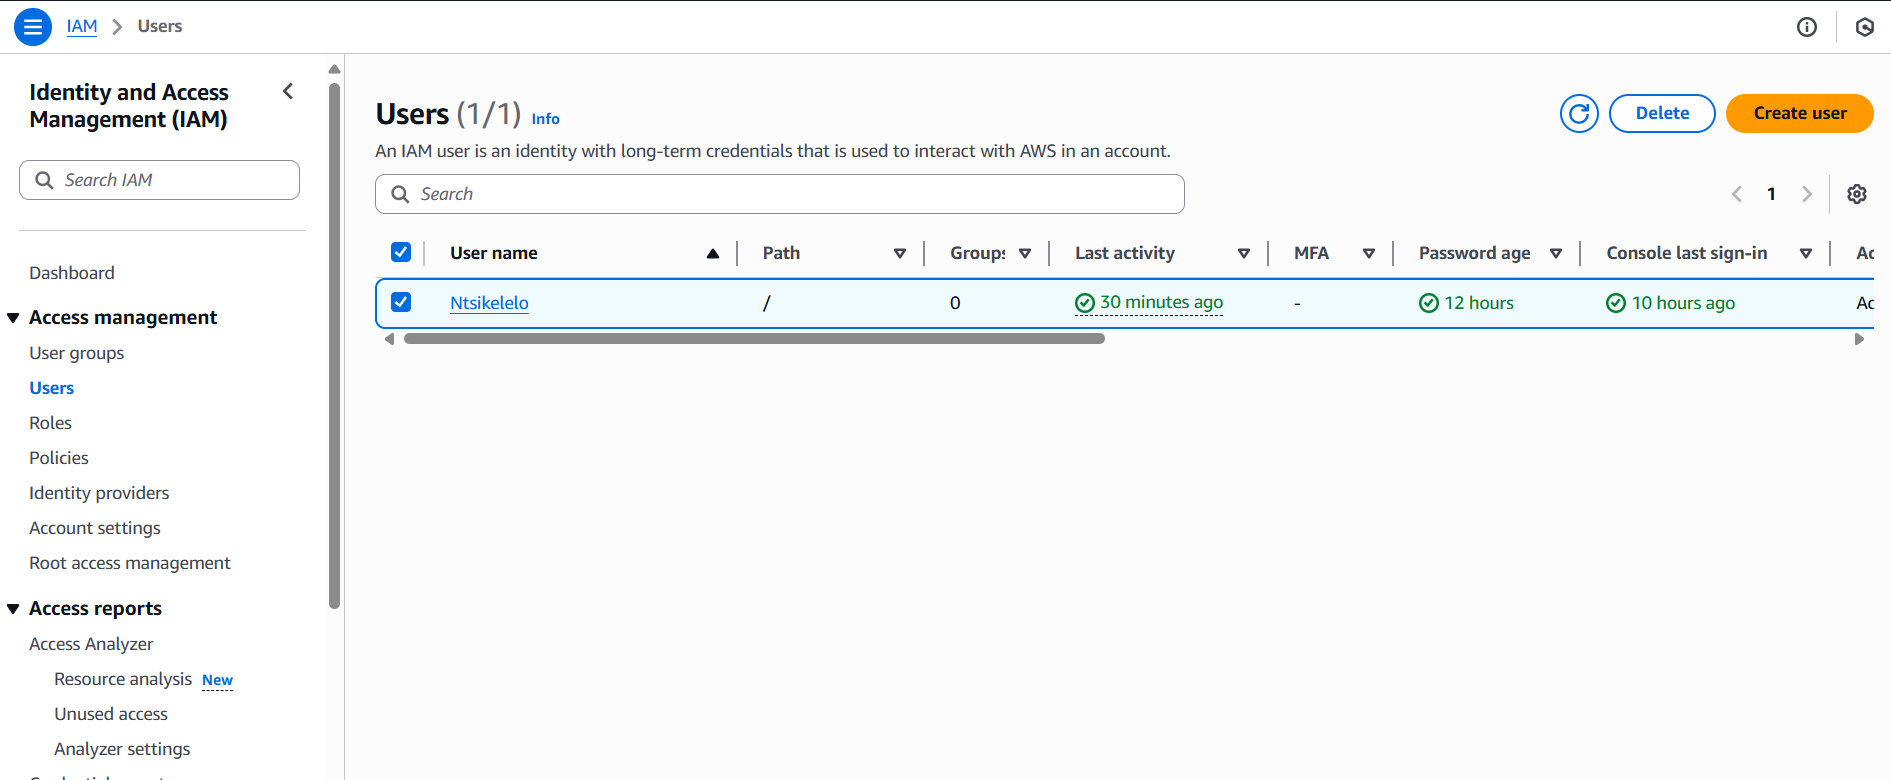 IAM > Users
Identity and Access
Management (IAM)
Search IAM
Dashboard
Access management
User groups
Users
Roles
Policies
Identity providers
Account settings
Root access management
Access reports
Access Analyzer
Resource analysis New
Unused access
Analyzer settings
Users (1/1) Info
Delete
Create user
An IAM user is an identity with long-term credentials that is used to interact with AWS in an account.
Search
1
User name Path Groups Last activity MFA Password age Console last sign-in Ac
Ntsikelelo / 0 30 minutes ago - 12 hours 10 hours ago Ac